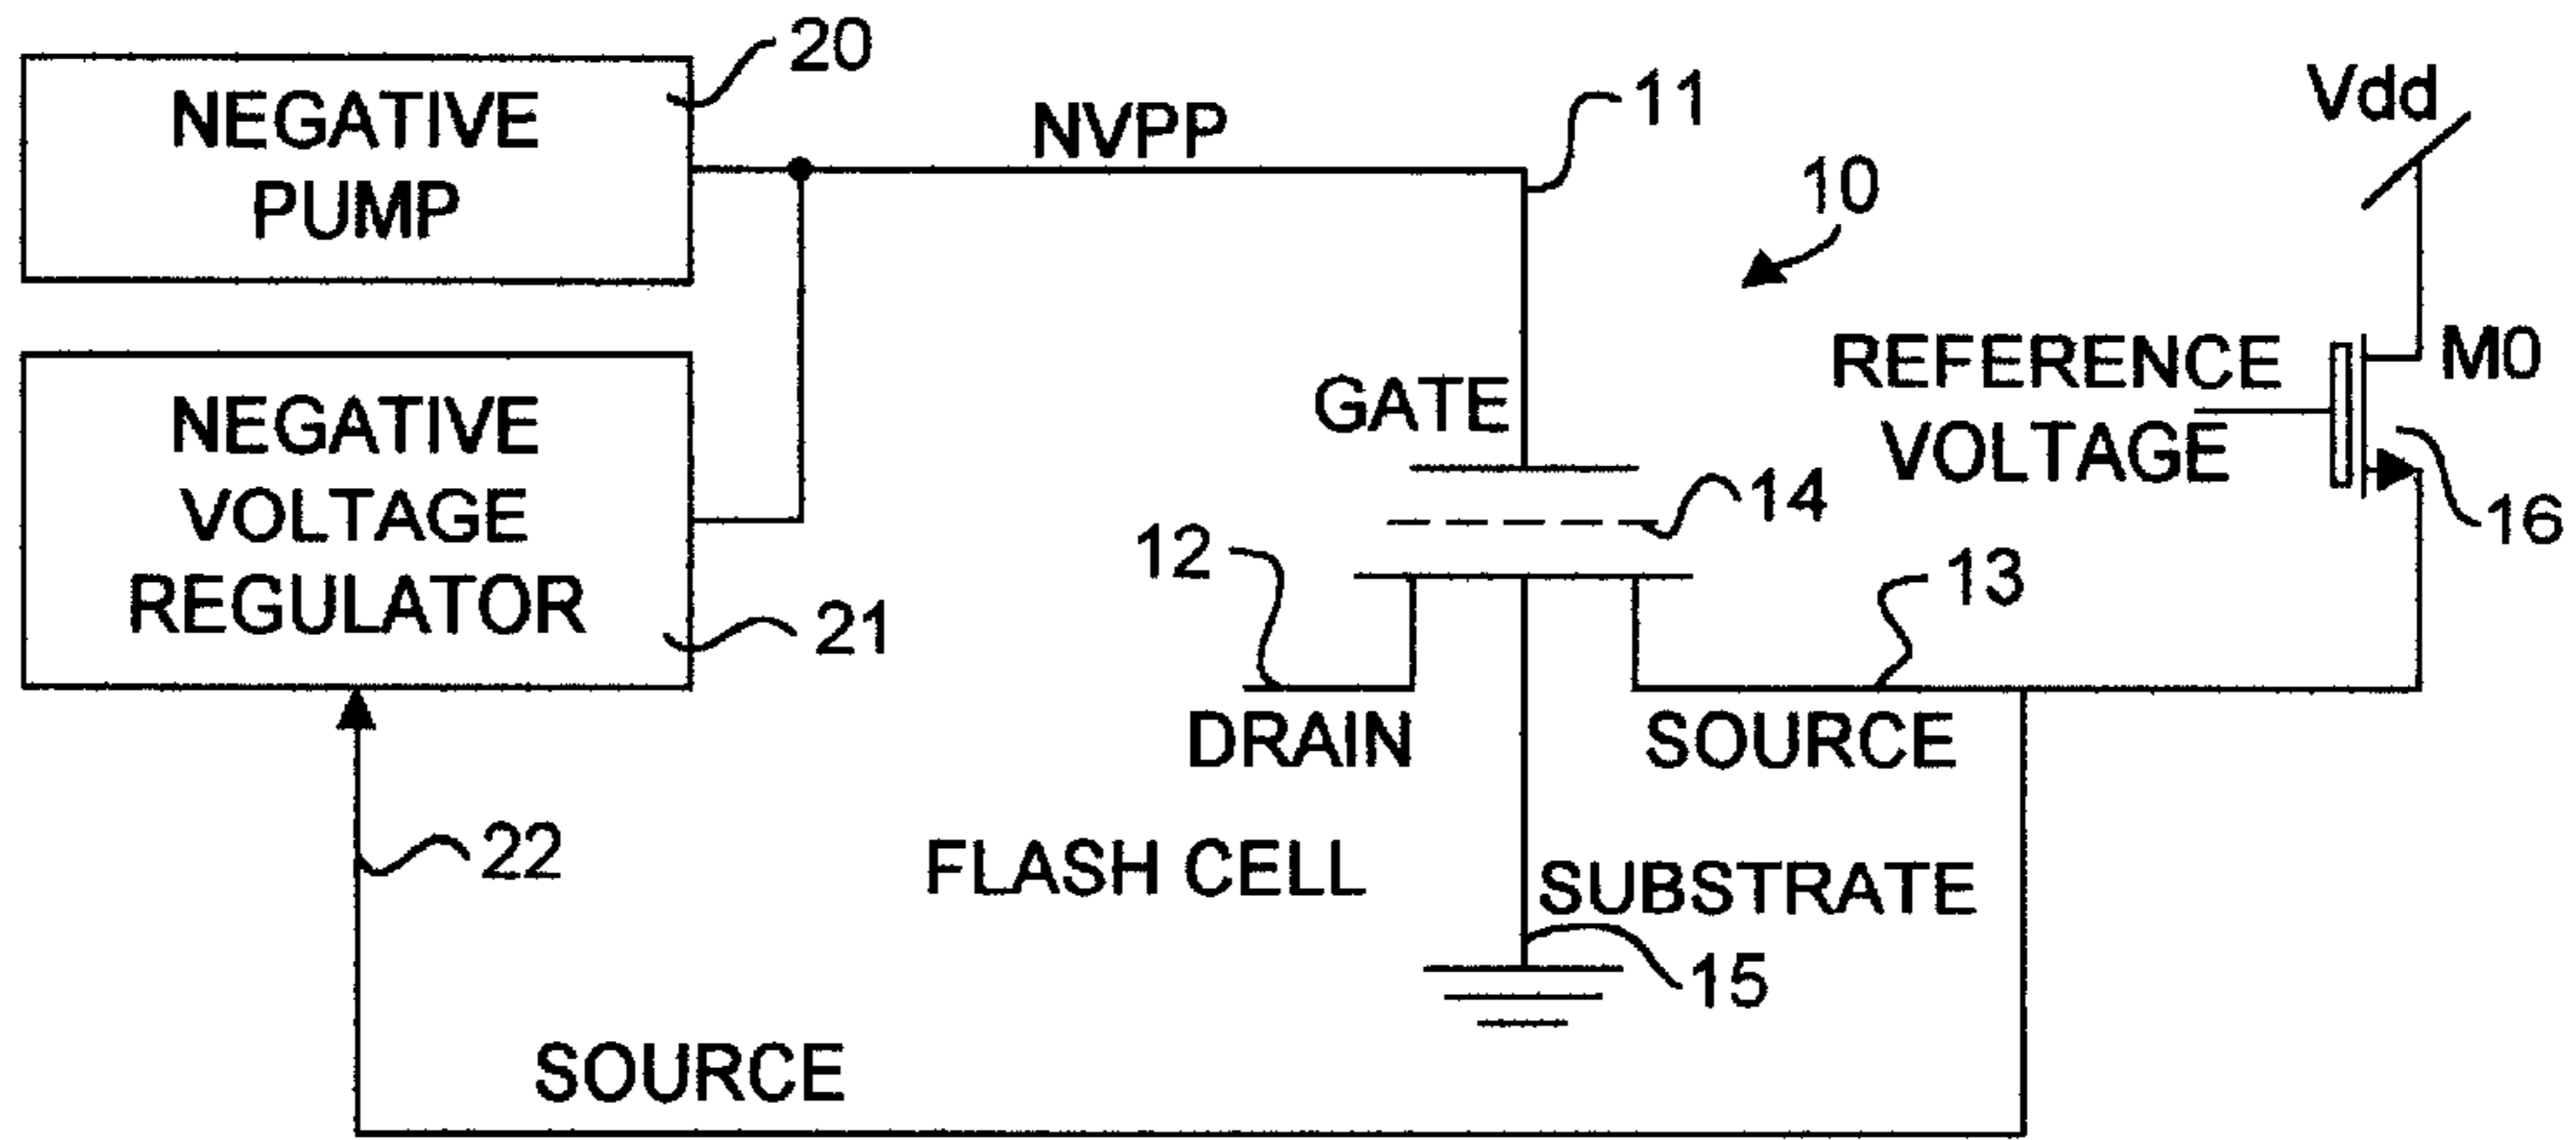 20
NEGATIVE
PUMP
NVPP
11
10
Vdd
NEGATIVE
VOLTAGE
REGULATOR
21
GATE
REFERENCE
VOLTAGE
M0
16
14
12
13
DRAIN
SOURCE
22
FLASH CELL
SUBSTRATE
15
SOURCE